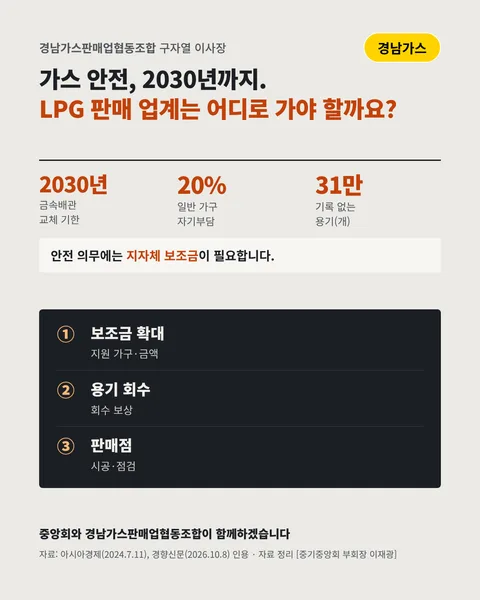 경남가스판매업협동조합 구자열 이사장
경남가스
가스 안전, 2030년까지.
LPG 판매 업계는 어디로 가야 할까요?
2030년
금속배관
교체 기한
20%
일반 가구
자기부담
31만
기록 없는
용기(개)
안전 의무에는 지자체 보조금이 필요합니다.
① 보조금 확대
지원 가구·금액
② 용기 회수
회수 보상
③ 판매점
시공·점검
중앙회와 경남가스판매업협동조합이 함께하겠습니다
자료: 아시아경제(2024.7.11), 경향신문(2026.10.8) 인용 · 자료 정리 [중기중앙회 부회장 이재광]